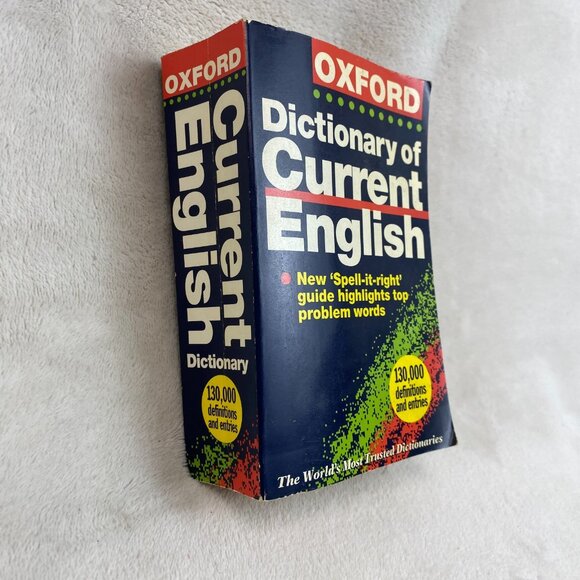 OXFORD
Current
English
Dictionary
130,000
definitions
and entries
OXFORD
Dictionary of
Current
English
New 'Spell-it-right'
guide highlights top
problem words
130,000
definitions
and entries
The World's Most Trusted Dictionaries